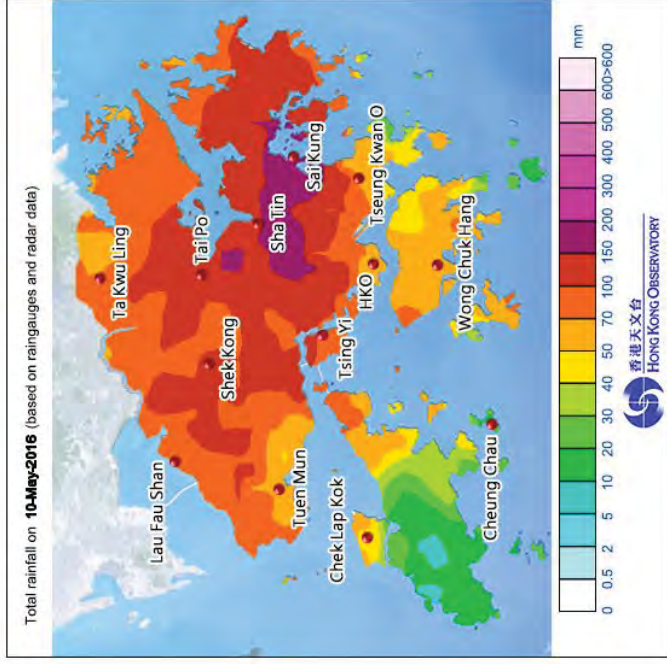 Total rainfall on 10-May-2016 (based on raingauges and radar data)
Ta Kwu Ling
Lau Fau Shan
Tai Po
Shek Kong
Sha Tin
Sai Kung
Tuen Mun
Tsing Yi
HKO
Tseung Kwan O
Chek Lap Kok
Wong Chuk Hang
Cheung Chau
0 0.5 2 5 10 20 30 40 50 70 100 150 200 300 400 500 600>600 mm
香港天文台
HONG KONG OBSERVATORY